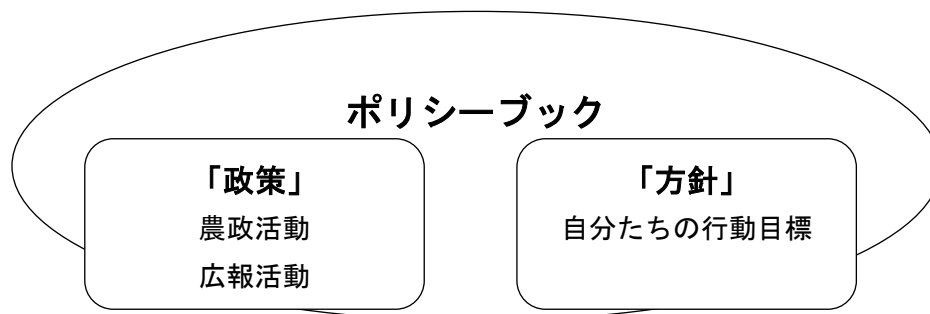 ポリシーブック
「政策」
農政活動
広報活動
「方針」
自分たちの行動目標